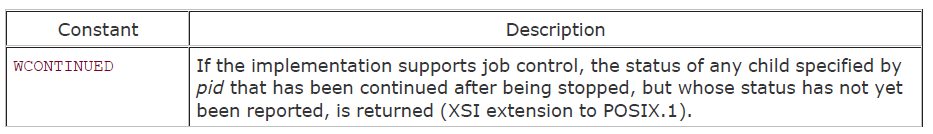 Constant Description
WCONTINUED If the implementation supports job control, the status of any child specified by
pid that has been continued after being stopped, but whose status has not yet
been reported, is returned (XSI extension to POSIX.1).